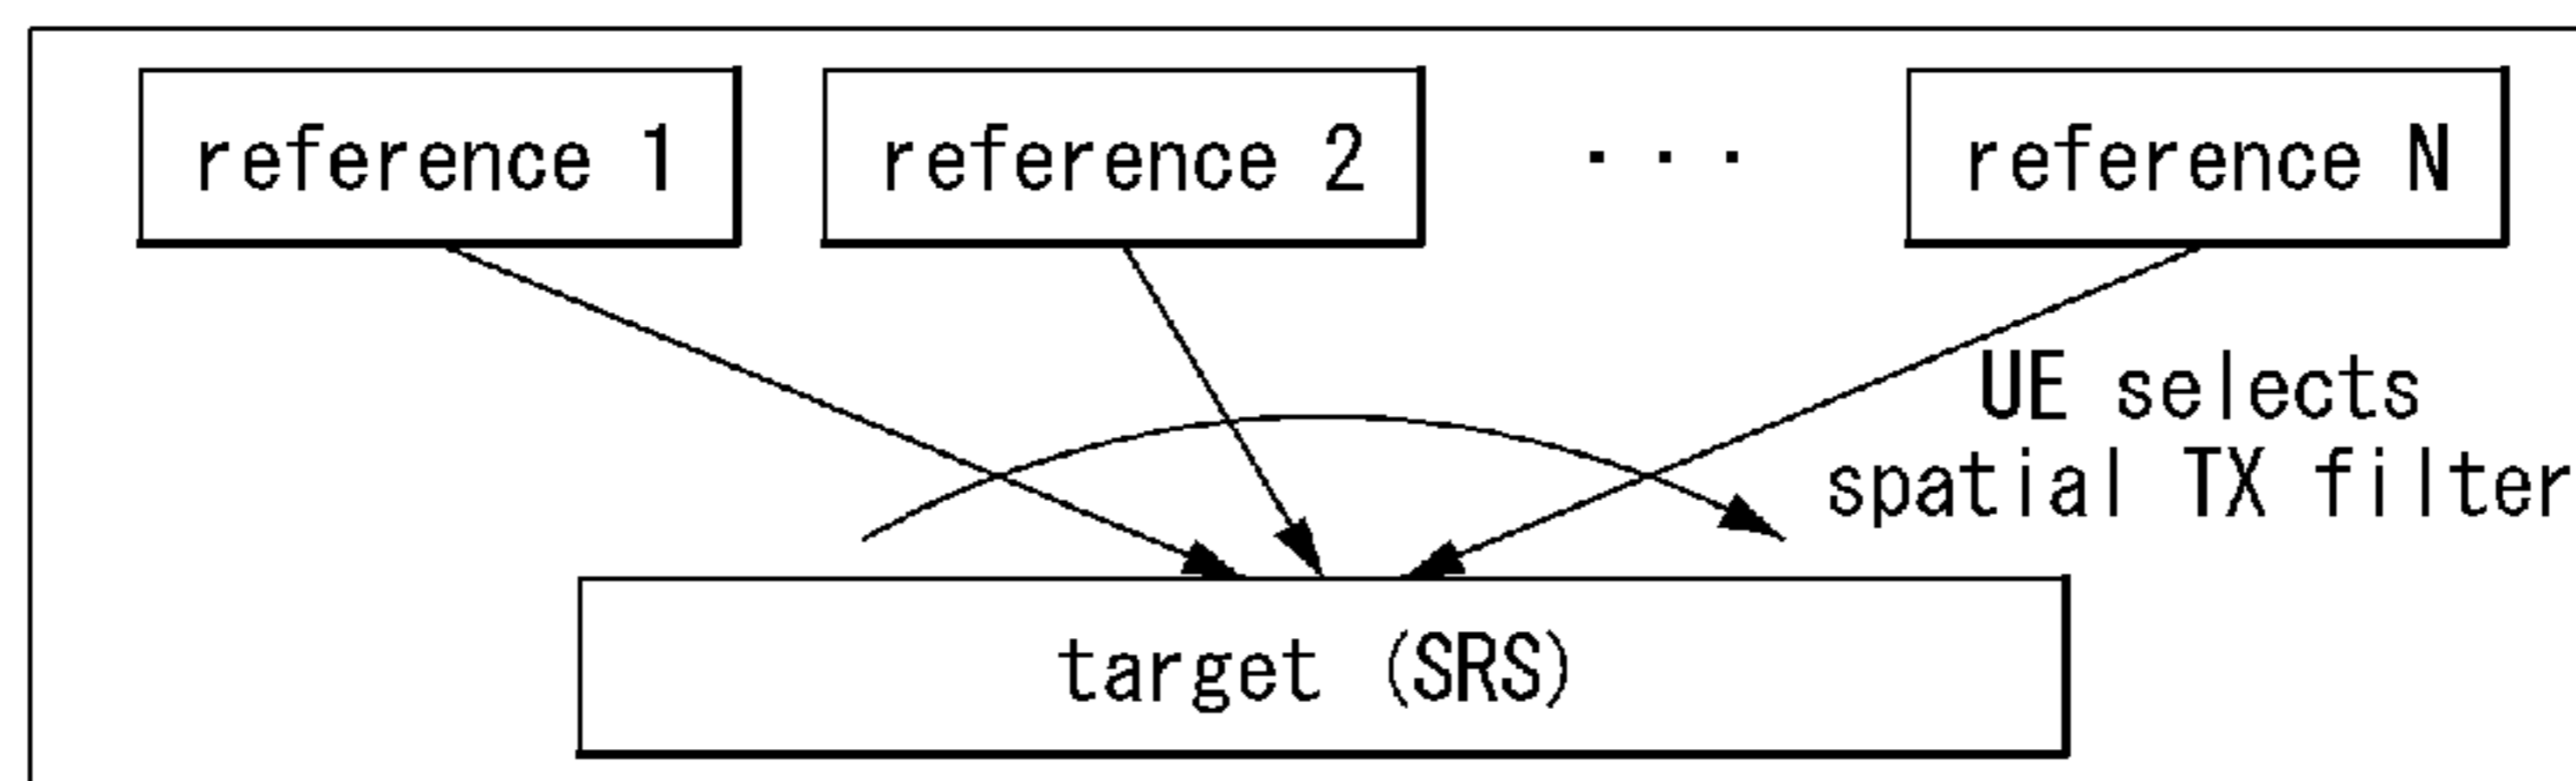 reference 1
reference 2
...
reference N
UE selects
spatial TX filter
target (SRS)